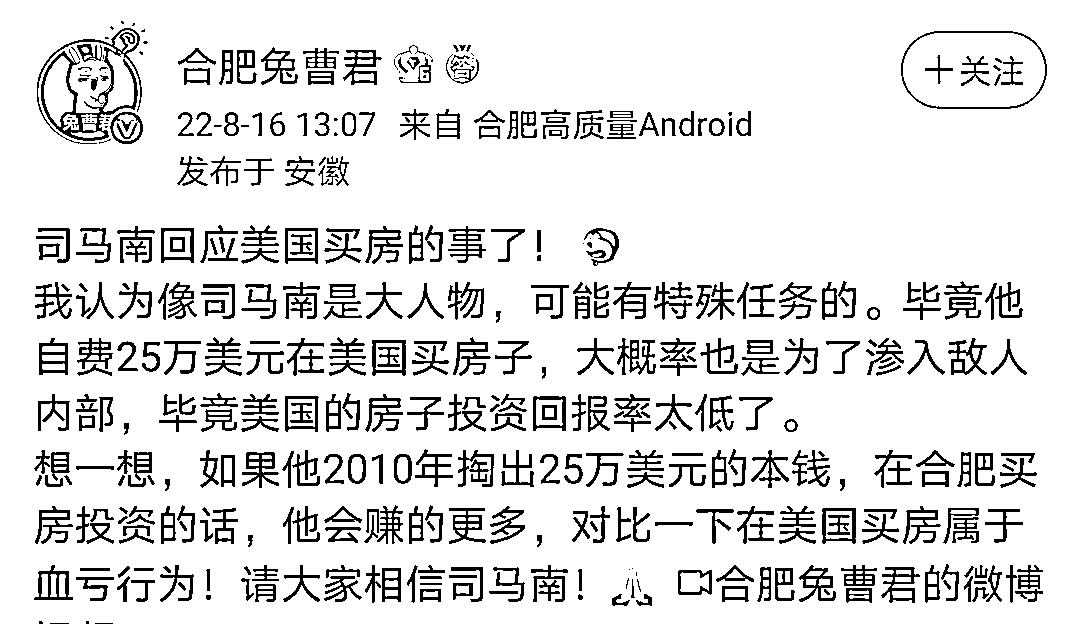 合肥兔曹君
+关注
22-8-16 13:07 来自 合肥高质量Android
发布于 安徽
兔曹君
司马南回应美国买房的事了！
我认为像司马南是大人物，可能有特殊任务的。毕竟他
自费25万美元在美国买房子，大概率也是为了渗入敌人
内部，毕竟美国的房子投资回报率太低了。
想一想，如果他2010年掏出25万美元的本钱，在合肥买
房投资的话，他会赚的更多，对比一下在美国买房属于
血亏行为！请大家相信司马南！ 合肥兔曹君的微博